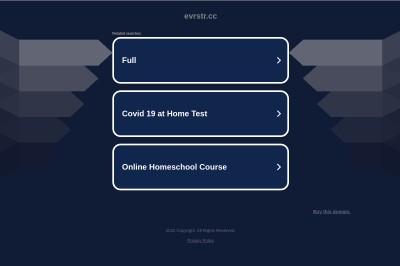 evrstr.cc
Related searches
Full
Covid 19 at Home Test
Online Homeschool Course
Buy this domain.
2022 Copyright. All Rights Reserved.
Privacy Policy